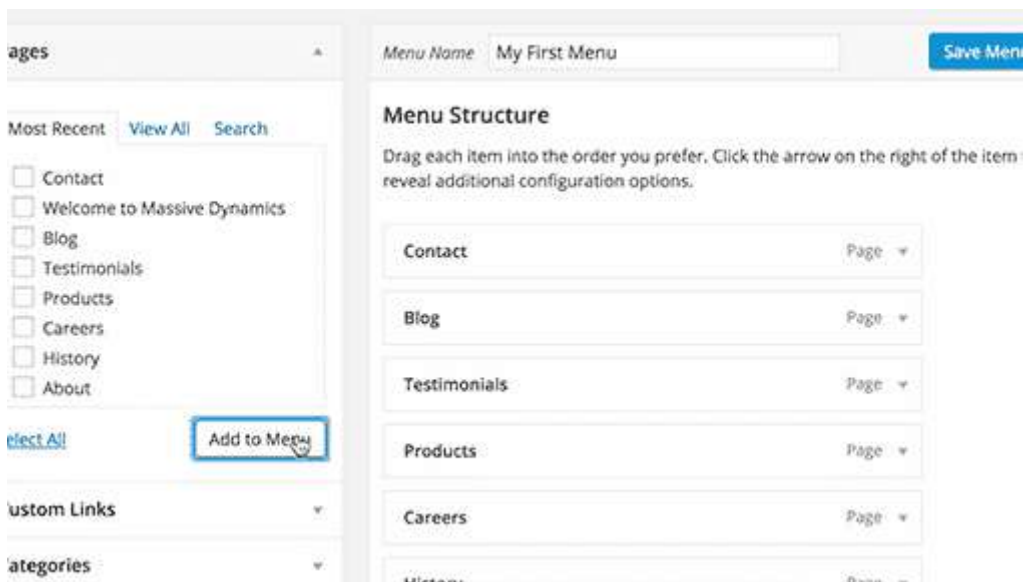 ages
Most Recent View All Search
Contact
Welcome to Massive Dynamics
Blog
Testimonials
Products
Careers
History
About
elect All Add to Menu
ustom Links
ategories
Menu Name My First Menu Save Menu
Menu Structure
Drag each item into the order you prefer. Click the arrow on the right of the item
reveal additional configuration options.
Contact Page
Blog Page
Testimonials Page
Products Page
Careers Page
History Page